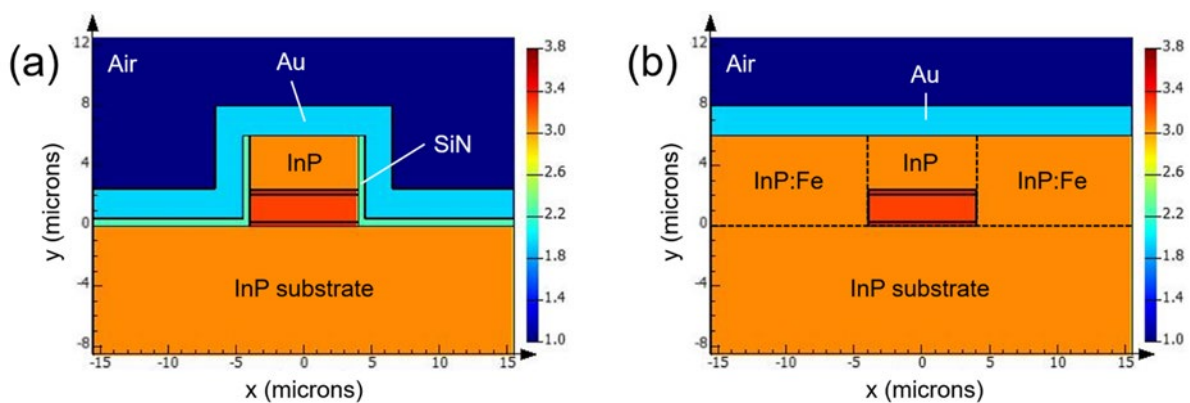 (a)
12
8
4
0
-4
-8
y (microns)
-15
-10
-5
0
5
10
15
x (microns)
Air
Au
SiN
InP
InP substrate
3.8
3.4
3.0
2.6
2.2
1.8
1.4
1.0
(b)
12
8
4
0
-4
-8
y (microns)
-15
-10
-5
0
5
10
15
x (microns)
Air
Au
InP:Fe
InP
InP:Fe
InP substrate
3.8
3.4
3.0
2.6
2.2
1.8
1.4
1.0